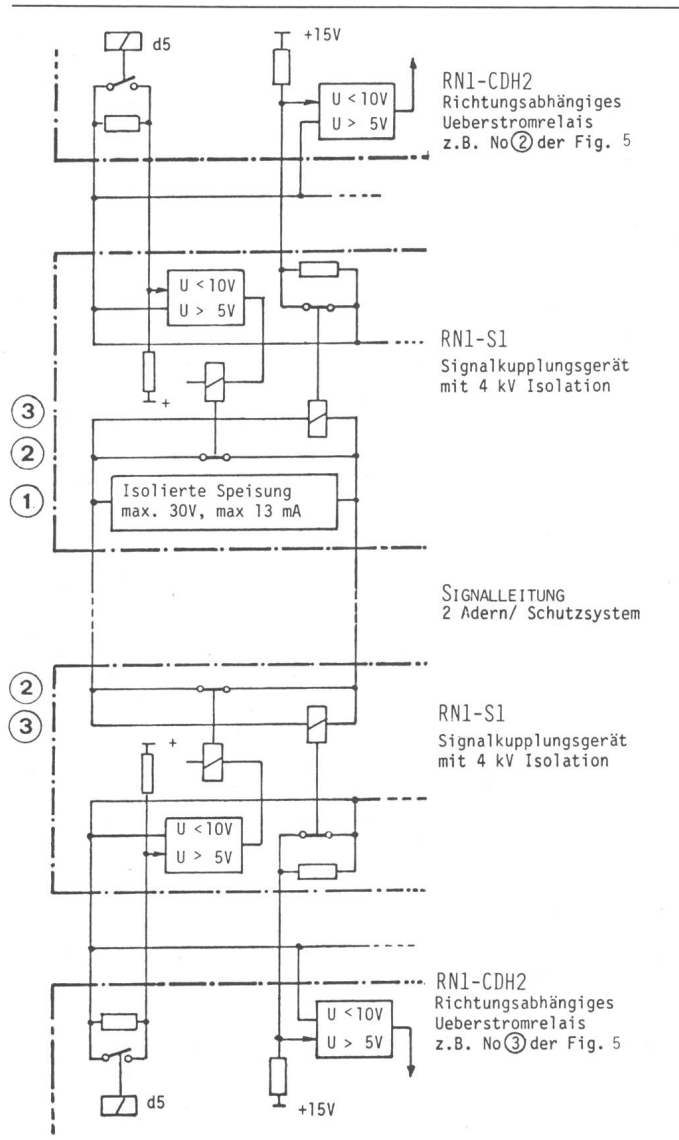 d5
+15V
U < 10V
U > 5V
RN1-CDH2
Richtungsabhängiges
Ueberstromrelais
z.B. No ② der Fig. 5
U < 10V
U > 5V
+
RN1-S1
Signalkupplungsgerät
mit 4 kV Isolation
③
②
①
Isolierte Speisung
max. 30V, max 13 mA
SIGNALLEITUNG
2 Adern/ Schutzsystem
②
③
+
RN1-S1
Signalkupplungsgerät
mit 4 kV Isolation
U < 10V
U > 5V
RN1-CDH2
Richtungsabhängiges
Ueberstromrelais
z.B. No ③ der Fig. 5
U < 10V
U > 5V
d5
+15V